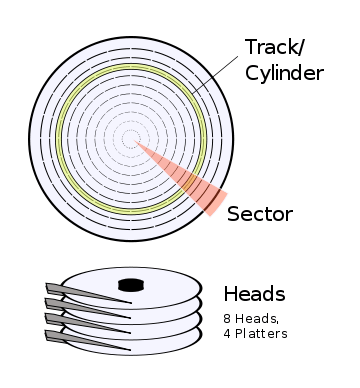 Track/
Cylinder
Sector
Heads
8 Heads,
4 Platters